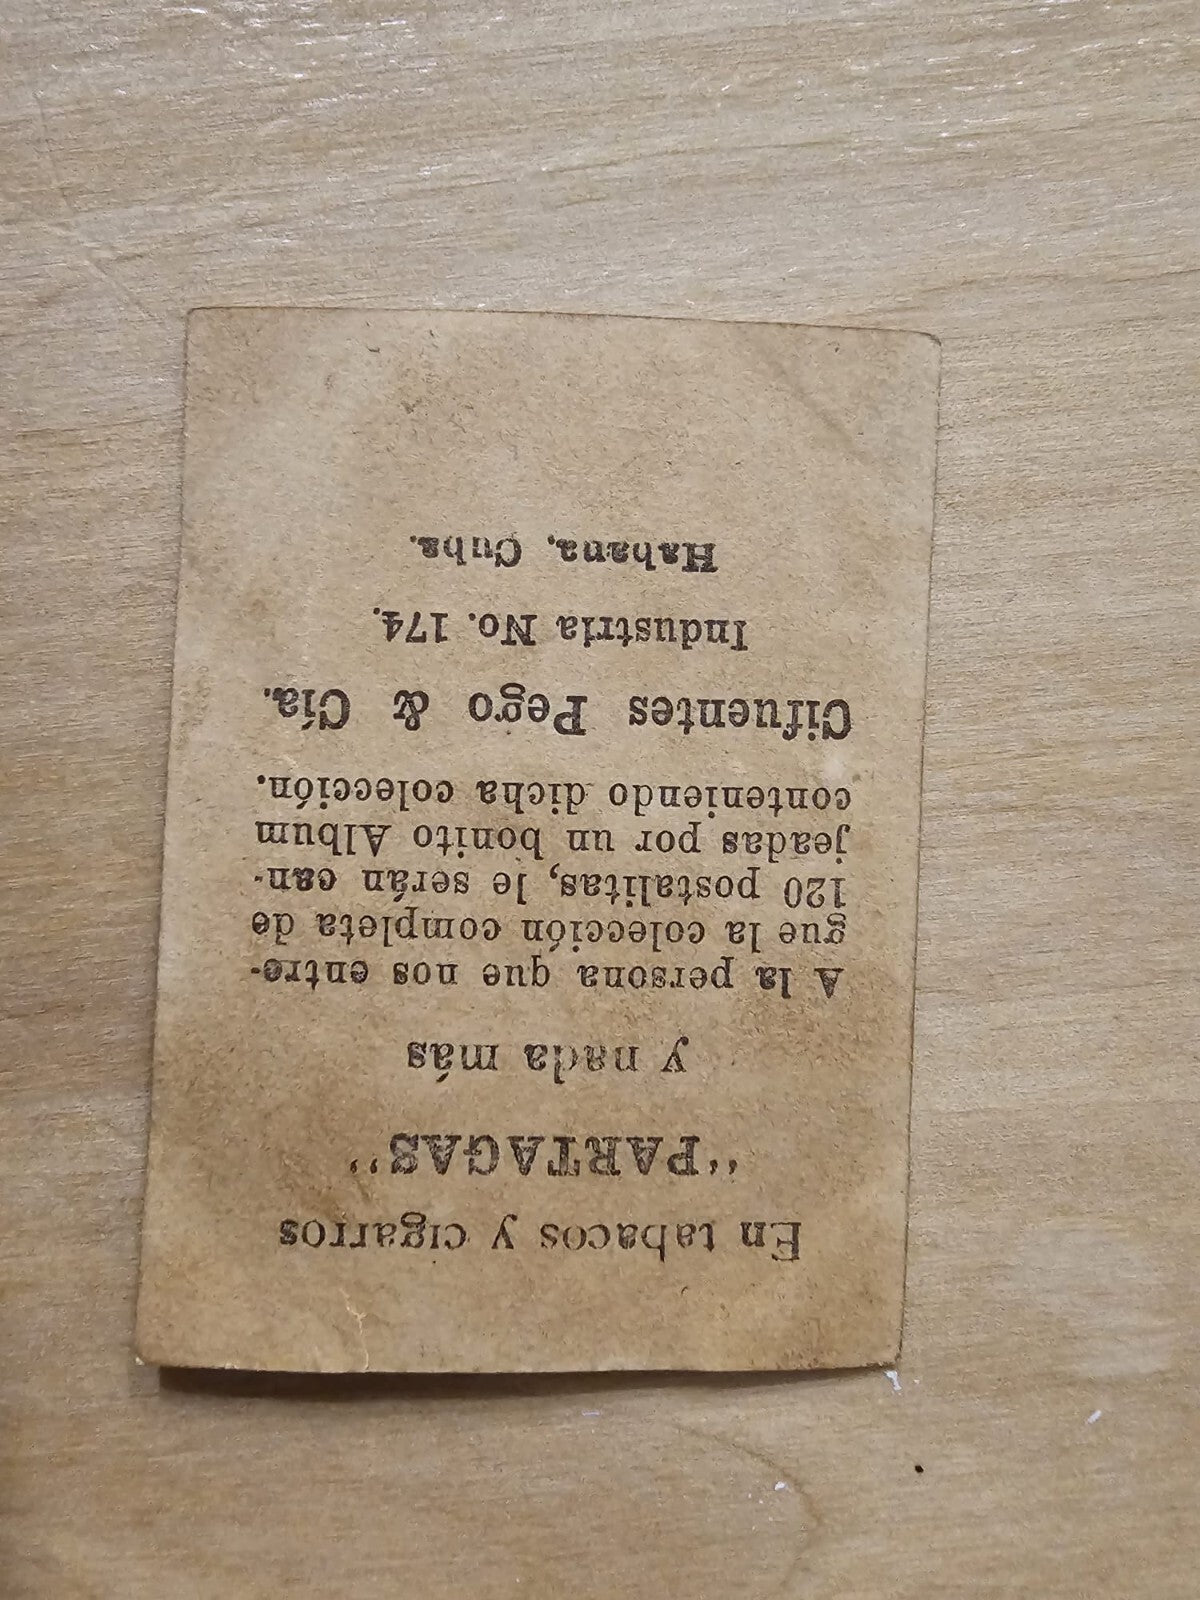 En tabacos y cigarros
"PARTAGAS"
y nada más
A la persona que nos entre-
gue la colección completa de
120 postalitas, le serán can-
jeadas por un bonito Album
conteniendo dicha colección.
Cifuentes Pego & Cía.
Industria No. 174.
Habana, Cuba.